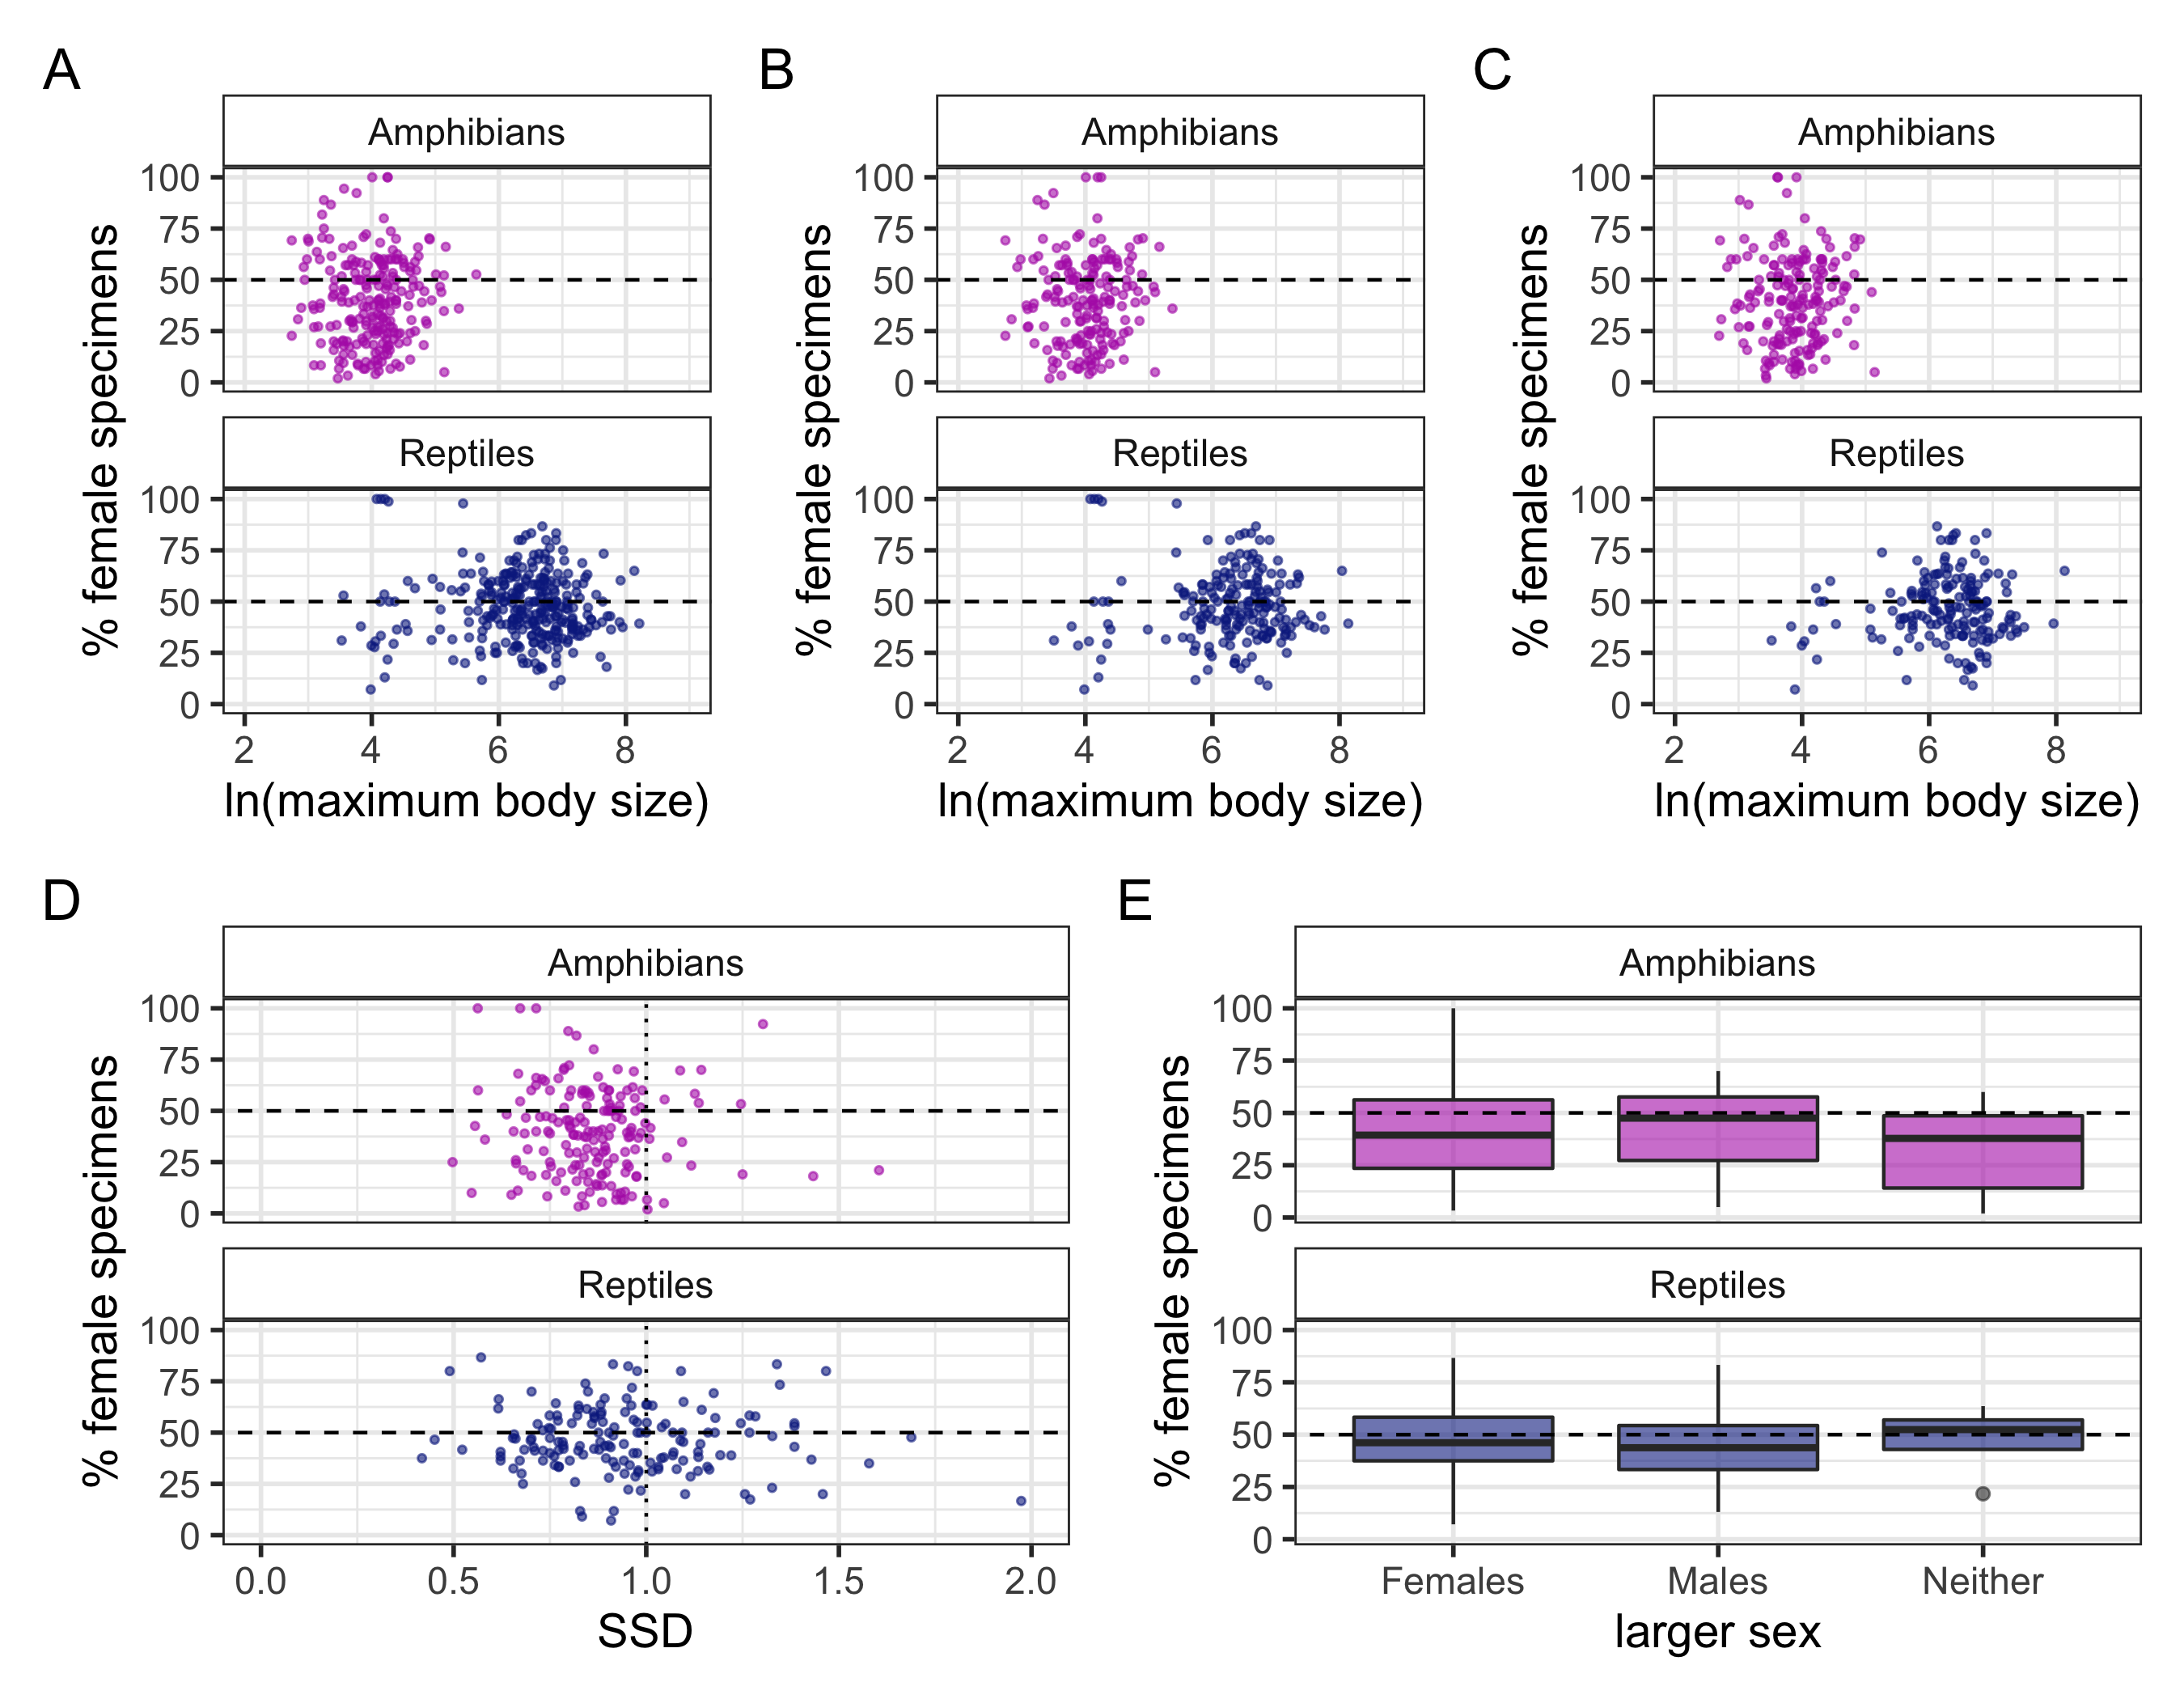 A
Amphibians
100
75
50
25
0
Reptiles
100
75
50
25
0
2 4 6 8
% female specimens
ln(maximum body size)
B
Amphibians
100
75
50
25
0
Reptiles
100
75
50
25
0
2 4 6 8
% female specimens
ln(maximum body size)
C
Amphibians
100
75
50
25
0
Reptiles
100
75
50
25
0
2 4 6 8
% female specimens
ln(maximum body size)
D
Amphibians
100
75
50
25
0
Reptiles
100
75
50
25
0
0.0 0.5 1.0 1.5 2.0
% female specimens
SSD
E
Amphibians
100
75
50
25
0
Reptiles
100
75
50
25
0
Females Males Neither
% female specimens
larger sex